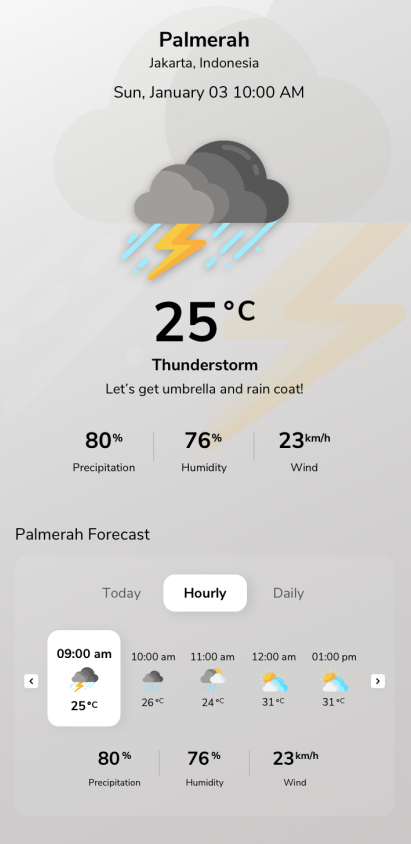 Palmerah
Jakarta, Indonesia
Sun, January 03 10:00 AM
25°C
Thunderstorm
Let's get umbrella and rain coat!
80% 76% 23km/h
Precipitation Humidity Wind
Palmerah Forecast
Today Hourly Daily
09:00 am 10:00 am 11:00 am 12:00 am 01:00 pm
25°C 26°C 24°C 31°C 31°C
80% 76% 23km/h
Precipitation Humidity Wind